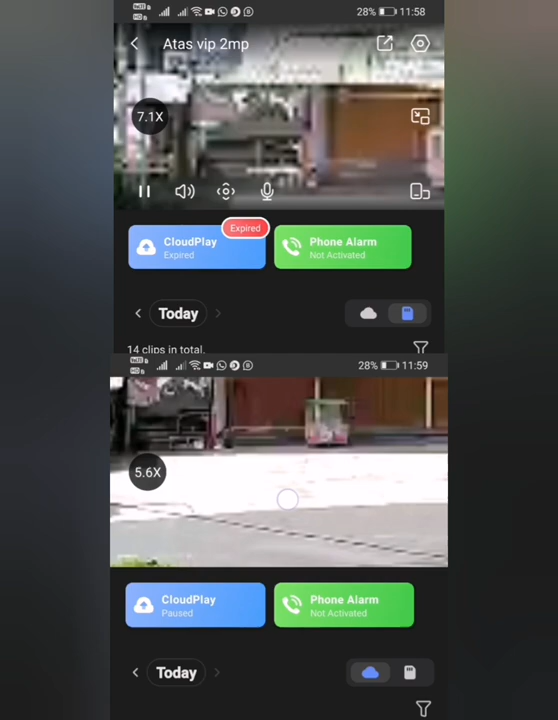 28% 11:58
Atas vip 2mp
7.1X
Expired
CloudPlay
Expired
Phone Alarm
Not Activated
Today
14 clips in total.
28% 11:59
5.6X
CloudPlay
Paused
Phone Alarm
Not Activated
Today